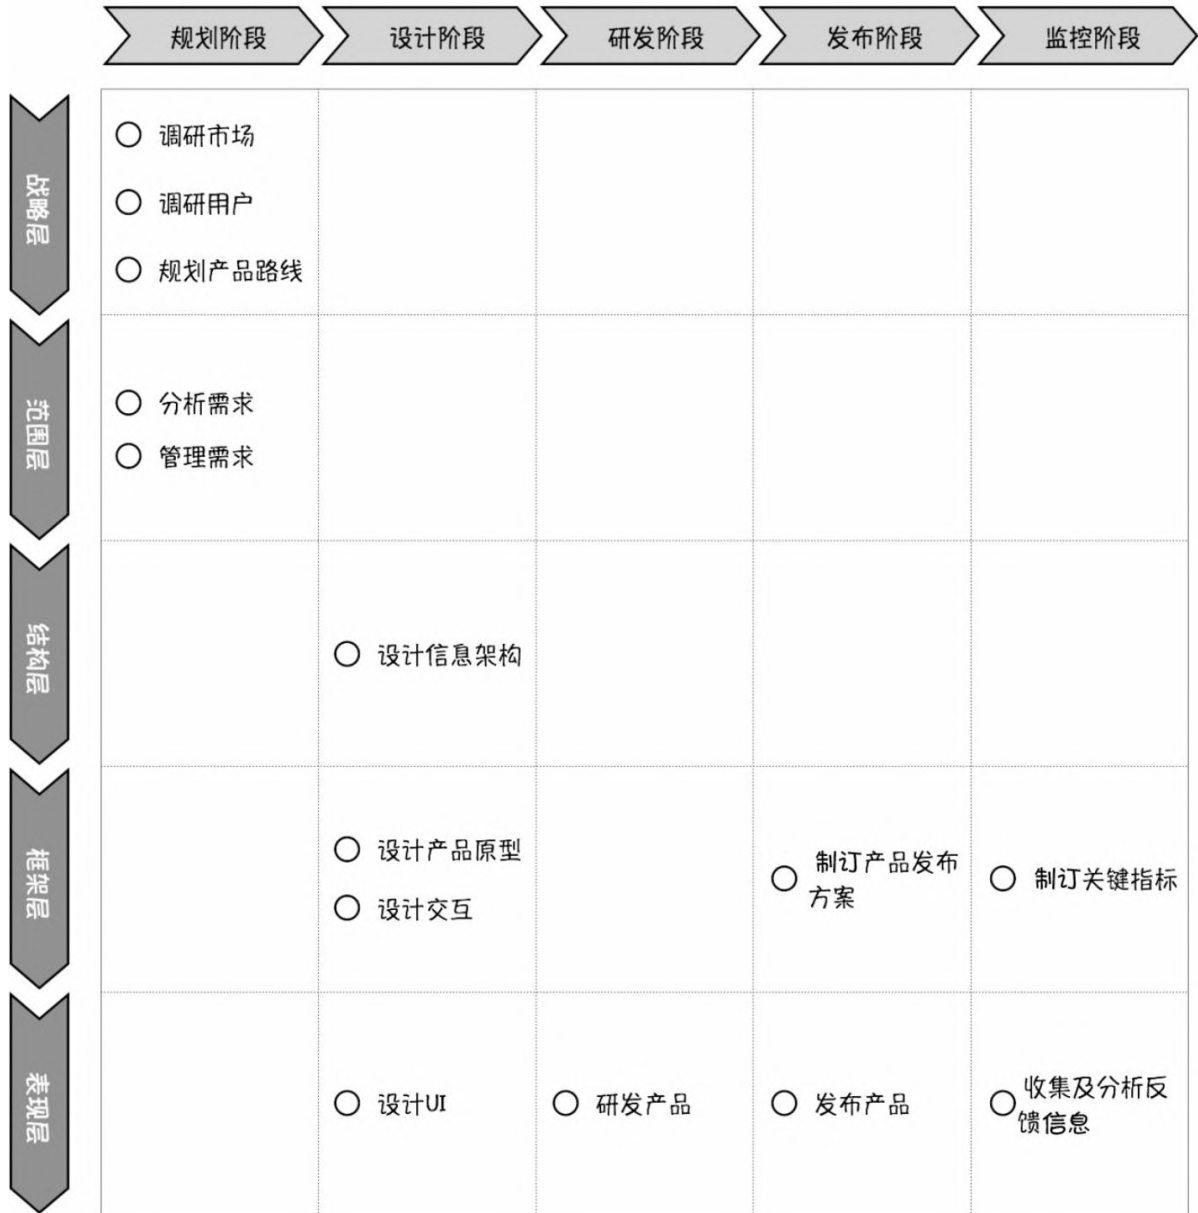 规划阶段
设计阶段
研发阶段
发布阶段
监控阶段
战略层
调研市场
调研用户
规划产品路线
范围层
分析需求
管理需求
结构层
设计信息架构
框架层
设计产品原型
设计交互
制订产品发布
方案
制订关键指标
表现层
设计UI
研发产品
发布产品
收集及分析反
馈信息